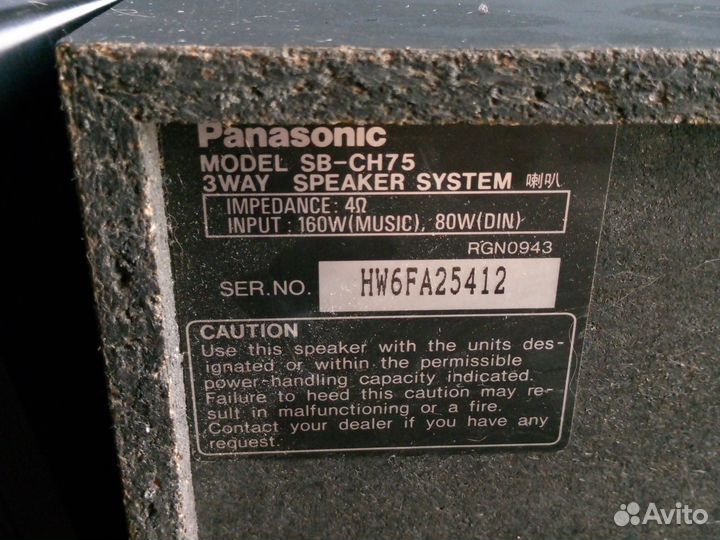 Panasonic
MODEL SB-CH75
3WAY SPEAKER SYSTEM 喇叭
IMPEDANCE: 4Ω
INPUT : 160W(MUSIC), 80W(DIN)
RGN0943
SER.NO. HW6FA25412
CAUTION
Use this speaker with the units des-
ignated or within the permissible
power-handling capacity indicated.
Failure to heed this caution may re-
sult in malfunctioning or a fire.
Contact your dealer if you have any
request.
Avito